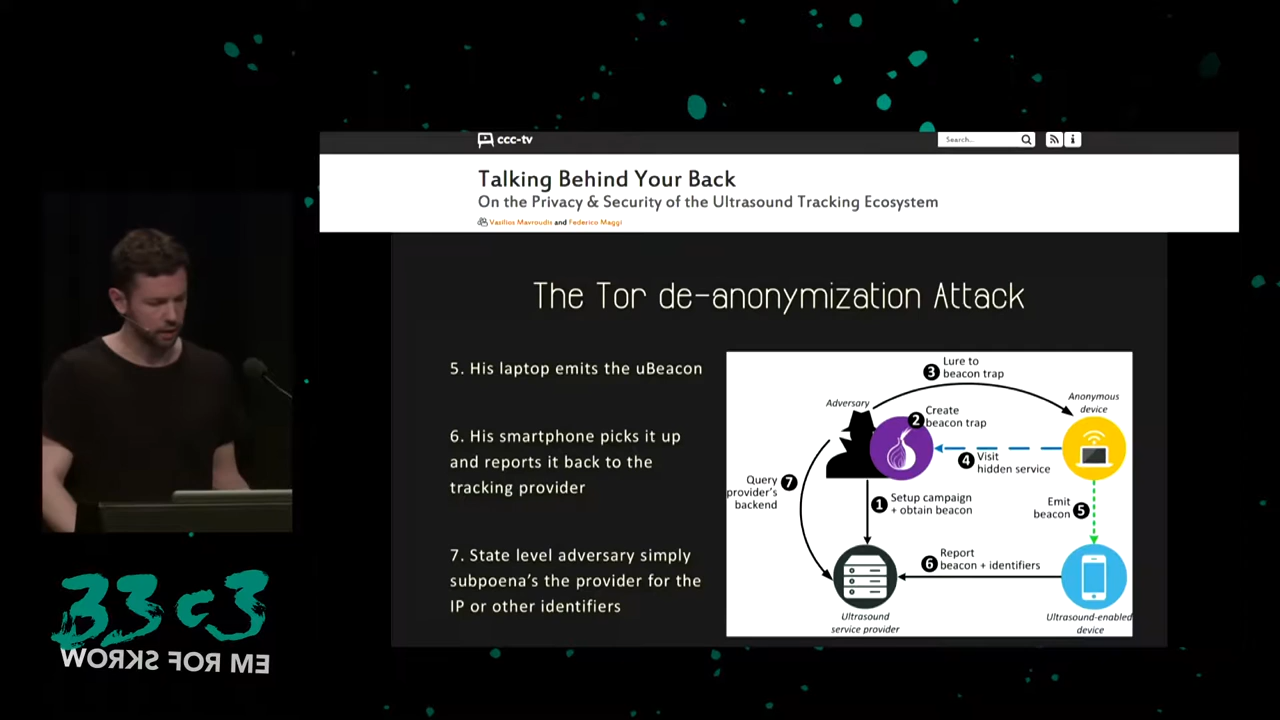 ccc-tv
Search...
Talking Behind Your Back
On the Privacy & Security of the Ultrasound Tracking Ecosystem
Vasilios Mavroudis and Federico Maggi
The Tor de-anonymization Attack
5. His laptop emits the uBeacon
6. His smartphone picks it up
and reports it back to the
tracking provider
7. State level adversary simply
subpoena's the provider for the
IP or other identifiers
3 Lure to
beacon trap
Adversary
Anonymous
device
2 Create
beacon trap
4 Visit
hidden service
Query 7
provider's
backend
1 Setup campaign
+ obtain beacon
Emit
beacon 5
6 Report
beacon + identifiers
Ultrasound
service provider
Ultrasound-enabled
device
33c3
WORKS FOR ME